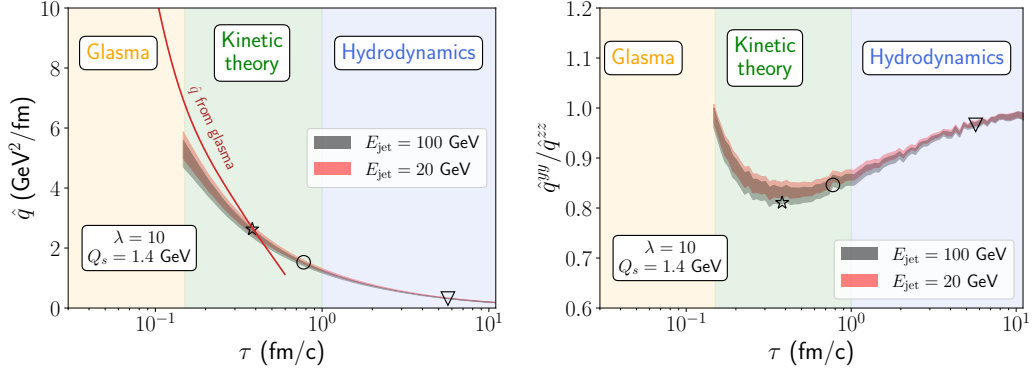 10
8
6
4
2
0
q̂ (GeV²/fm)
Glasma
Kinetic
theory
Hydrodynamics
q̂ from glasma
E_jet = 100 GeV
E_jet = 20 GeV
λ = 10
Q_s = 1.4 GeV
10⁻¹
10⁰
10¹
τ (fm/c)
1.2
1.1
1.0
0.9
0.8
0.7
0.6
q̂^yy/q̂^zz
Glasma
Kinetic
theory
Hydrodynamics
λ = 10
Q_s = 1.4 GeV
E_jet = 100 GeV
E_jet = 20 GeV
10⁻¹
10⁰
10¹
τ (fm/c)